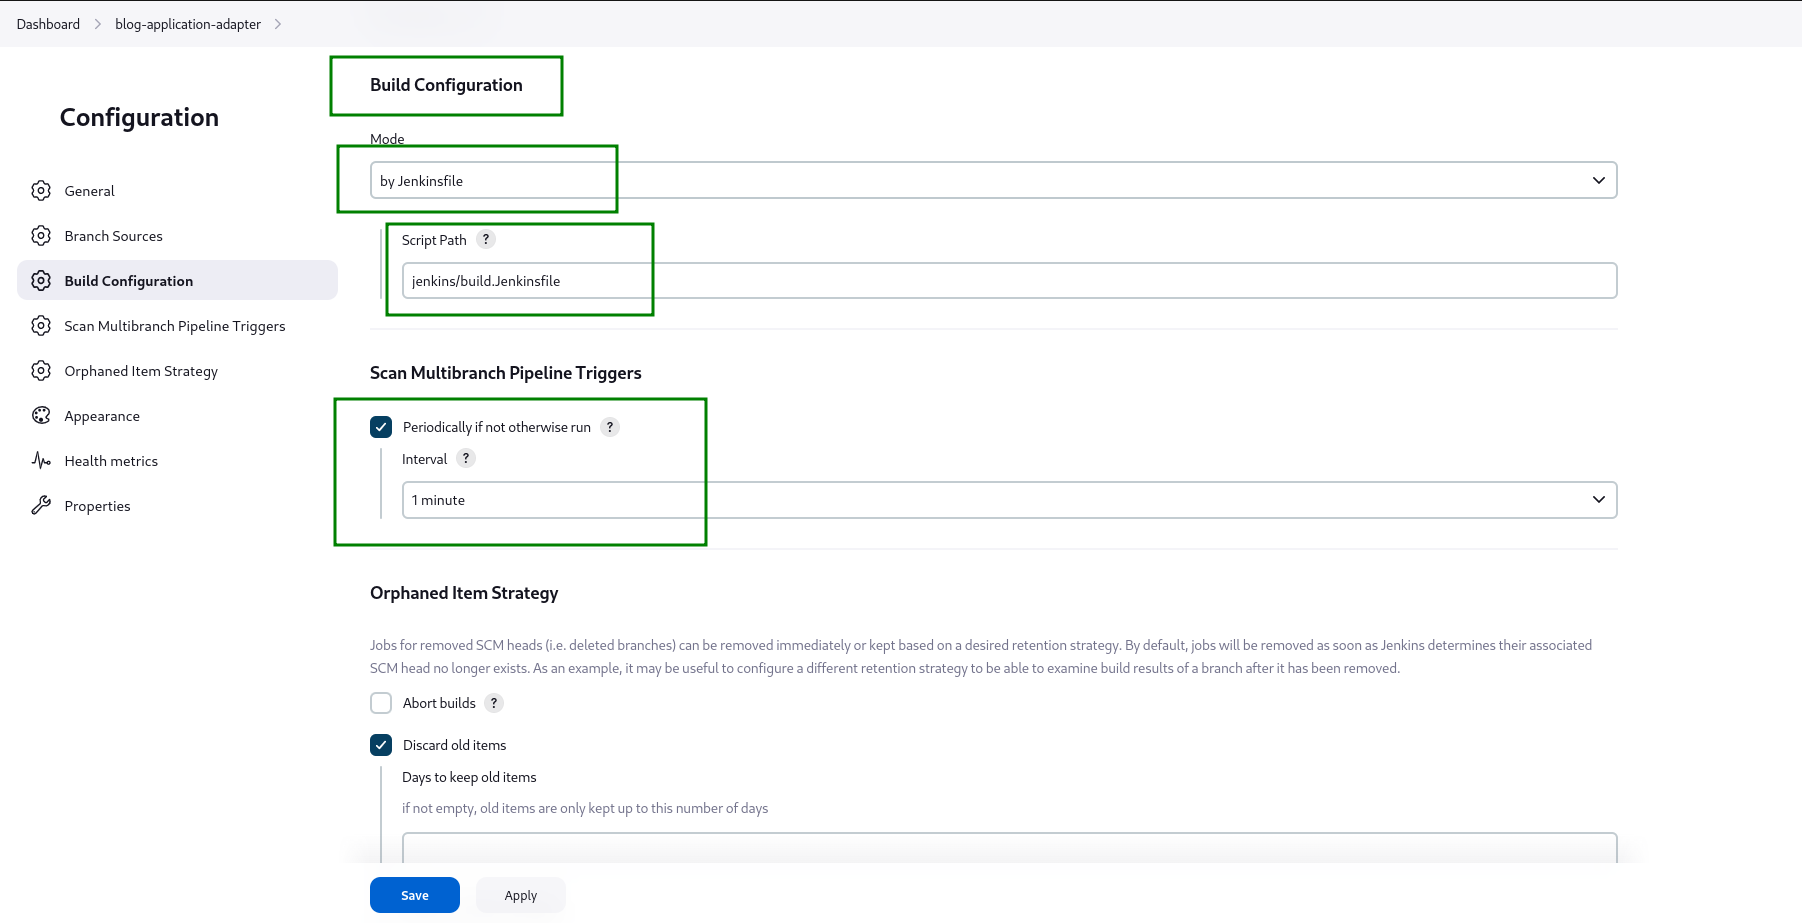 Dashboard
blog-application-adapter
Configuration
General
Branch Sources
Build Configuration
Scan Multibranch Pipeline Triggers
Orphaned Item Strategy
Appearance
Health metrics
Properties
Build Configuration
Mode
by Jenkinsfile
Script Path ?
jenkins/build.Jenkinsfile
Scan Multibranch Pipeline Triggers
Periodically if not otherwise run ?
Interval ?
1 minute
Orphaned Item Strategy
Jobs for removed SCM heads (i.e. deleted branches) can be removed immediately or kept based on a desired retention strategy. By default, jobs will be removed as soon as Jenkins determines their associated
SCM head no longer exists. As an example, it may be useful to configure a different retention strategy to be able to examine build results of a branch after it has been removed.
Abort builds ?
Discard old items
Days to keep old items
if not empty, old items are only kept up to this number of days
Save
Apply